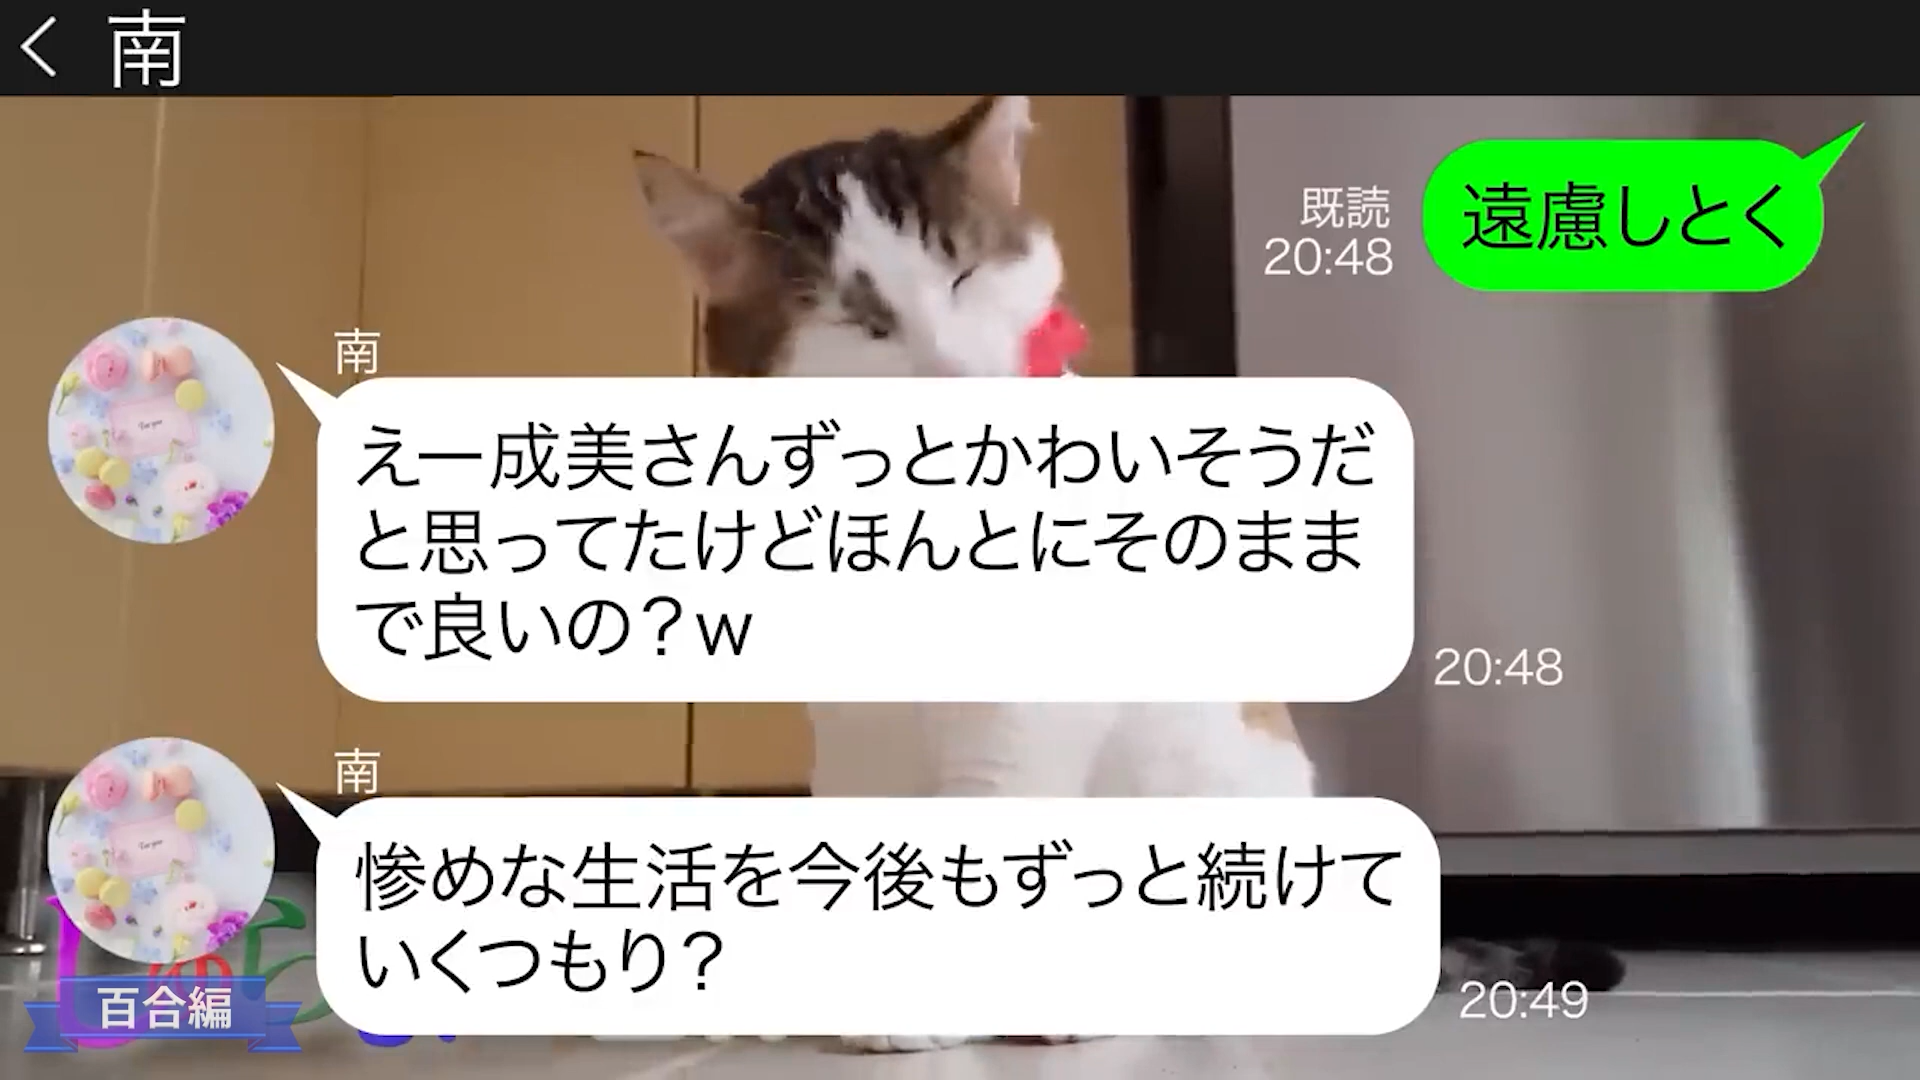 南
遠慮しとく
既読
20:48
南
えー成美さんずっとかわいそうだ
と思ってたけどほんとにそのまま
で良いの？w
20:48
南
惨めな生活を今後もずっと続けて
いくつもり？
20:49
百合編